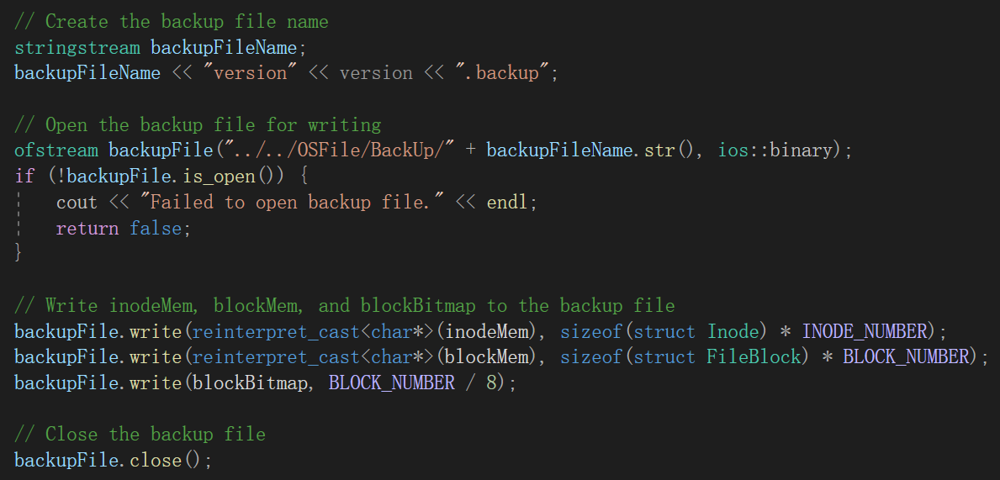 // Create the backup file name
stringstream backupFileName;
backupFileName << "version" << version << ".backup";
// Open the backup file for writing
ofstream backupFile("../../OSFile/BackUp/" + backupFileName.str(), ios::binary);
if (!backupFile.is_open()) {
cout << "Failed to open backup file." << endl;
return false;
}
// Write inodeMem, blockMem, and blockBitmap to the backup file
backupFile.write(reinterpret_cast<char*>(inodeMem), sizeof(struct Inode) * INODE_NUMBER);
backupFile.write(reinterpret_cast<char*>(blockMem), sizeof(struct FileBlock) * BLOCK_NUMBER);
backupFile.write(blockBitmap, BLOCK_NUMBER / 8);
// Close the backup file
backupFile.close();